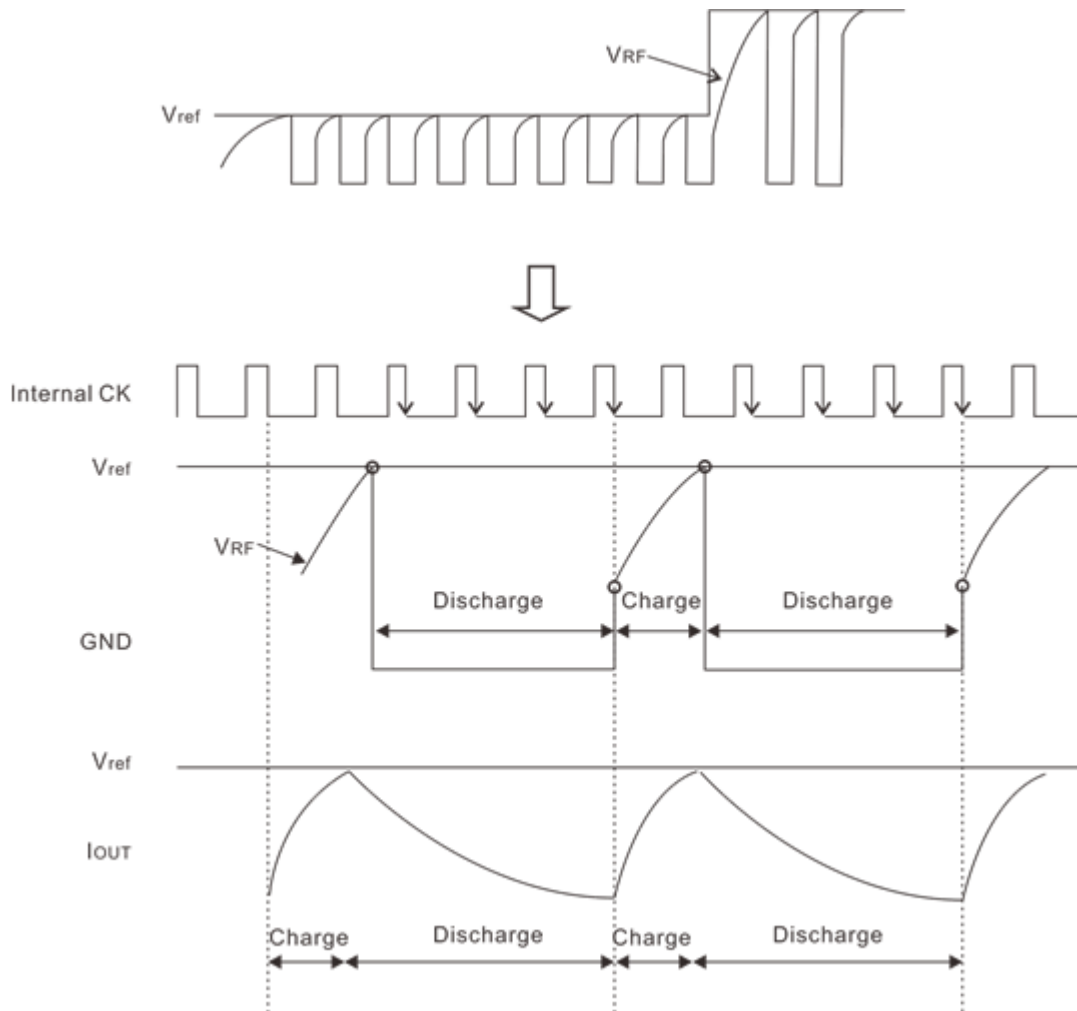 VRF
Vref
Internal CK
Vref
VRF
Discharge Charge Discharge
GND
Vref
IOUT
Charge Discharge Charge Discharge